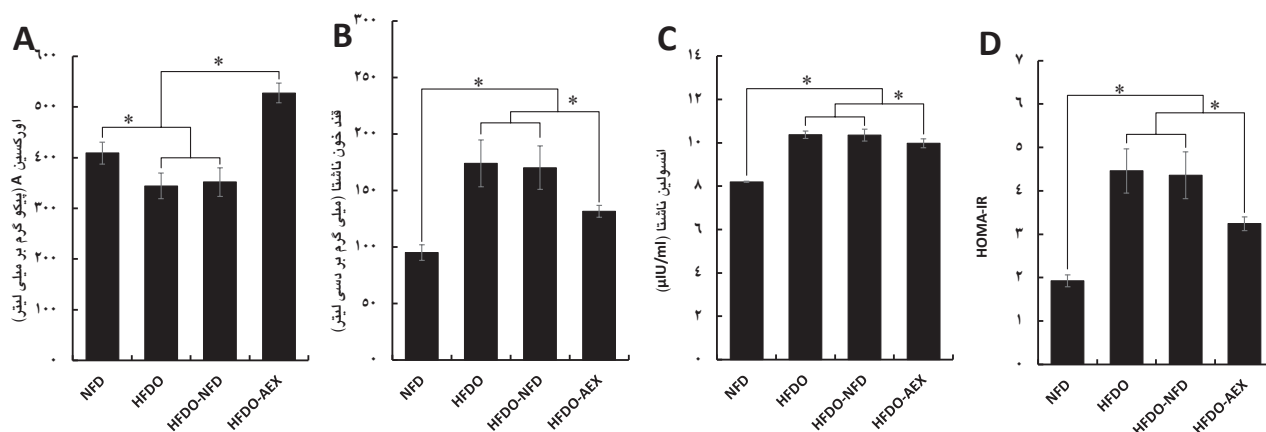 A
اورکسین A (پیکو گرم بر میلی لیتر)
۶۰۰
۵۰۰
۴۰۰
۳۰۰
۲۰۰
۱۰۰
۰
*
*
NFD
HFDO
HFDO-NFD
HFDO-AEX
B
قند خون ناشتا (میلی گرم بر دسی لیتر)
۳۰۰
۲۵۰
۲۰۰
۱۵۰
۱۰۰
۵۰
۰
*
*
NFD
HFDO
HFDO-NFD
HFDO-AEX
C
انسولین ناشتا (µIU/ml)
۱۴
۱۲
۱۰
۸
۶
۴
۲
۰
*
*
NFD
HFDO
HFDO-NFD
HFDO-AEX
D
HOMA-IR
۷
۶
۵
۴
۳
۲
۱
۰
*
*
NFD
HFDO
HFDO-NFD
HFDO-AEX